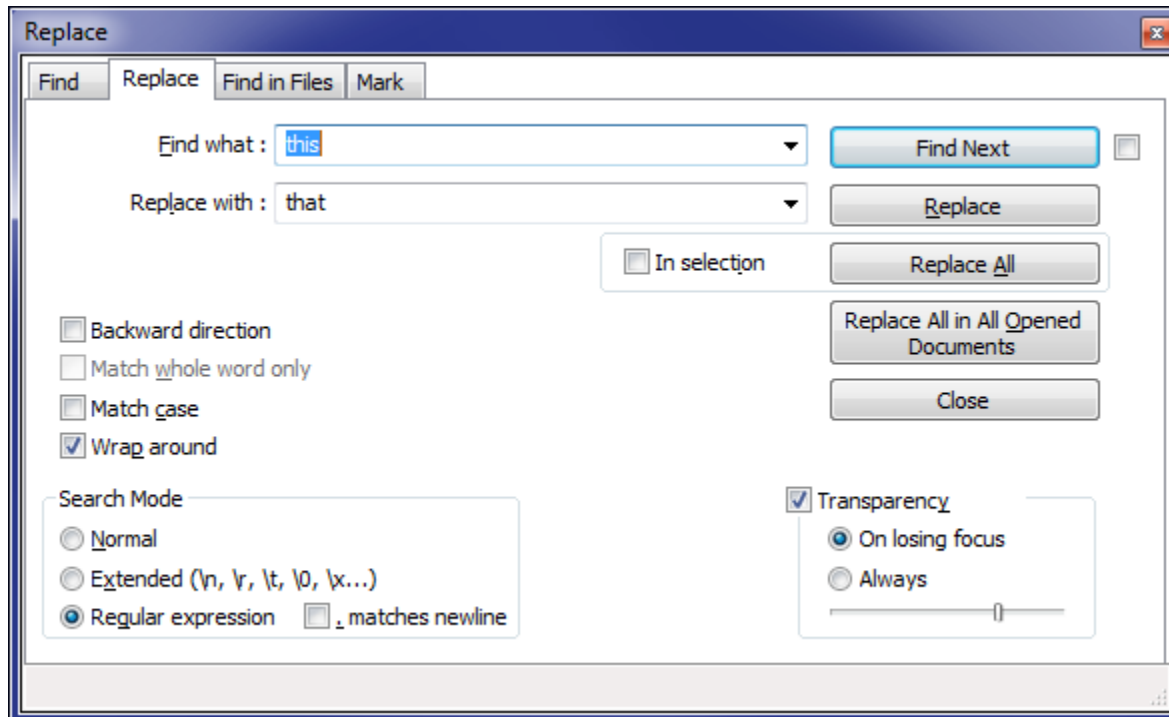 Replace
Find Replace Find in Files Mark
Find what : this Find Next
Replace with : that Replace
In selection Replace All
Backward direction
Replace All in All Opened
Documents
Match whole word only
Match case
Close
Wrap around
Search Mode
Transparency
Normal
On losing focus
Extended (\n, \r, \t, \0, \x...)
Always
Regular expression . matches newline